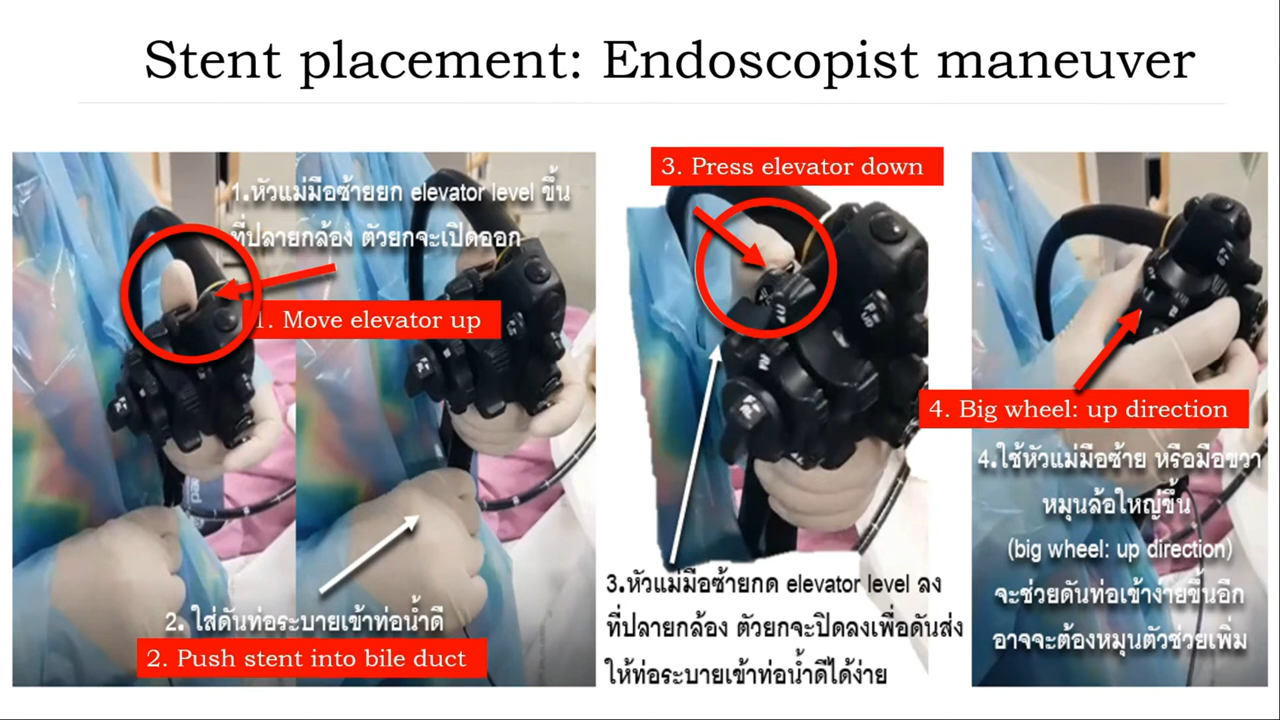 Stent placement: Endoscopist maneuver
1.หัวแม่มือซ้ายยก elevator level ขึ้น
ที่ปลายกล้อง ตัวยกจะเปิดออก
1. Move elevator up
2. ใส่ดันท่อระบายเข้าท่อน้ำดี
2. Push stent into bile duct
3. Press elevator down
3.หัวแม่มือซ้ายกด elevator level ลง
ที่ปลายกล้อง ตัวยกจะปิดลงเพื่อดันส่ง
ให้ท่อระบายเข้าท่อน้ำดีได้ง่าย
4. Big wheel: up direction
4.ใช้หัวแม่มือซ้าย หรือมือขวา
หมุนล้อใหญ่ขึ้น
(big wheel: up direction)
จะช่วยดันท่อเข้าง่ายขึ้นอีก
อาจจะต้องหมุนตัวช่วยเพิ่ม